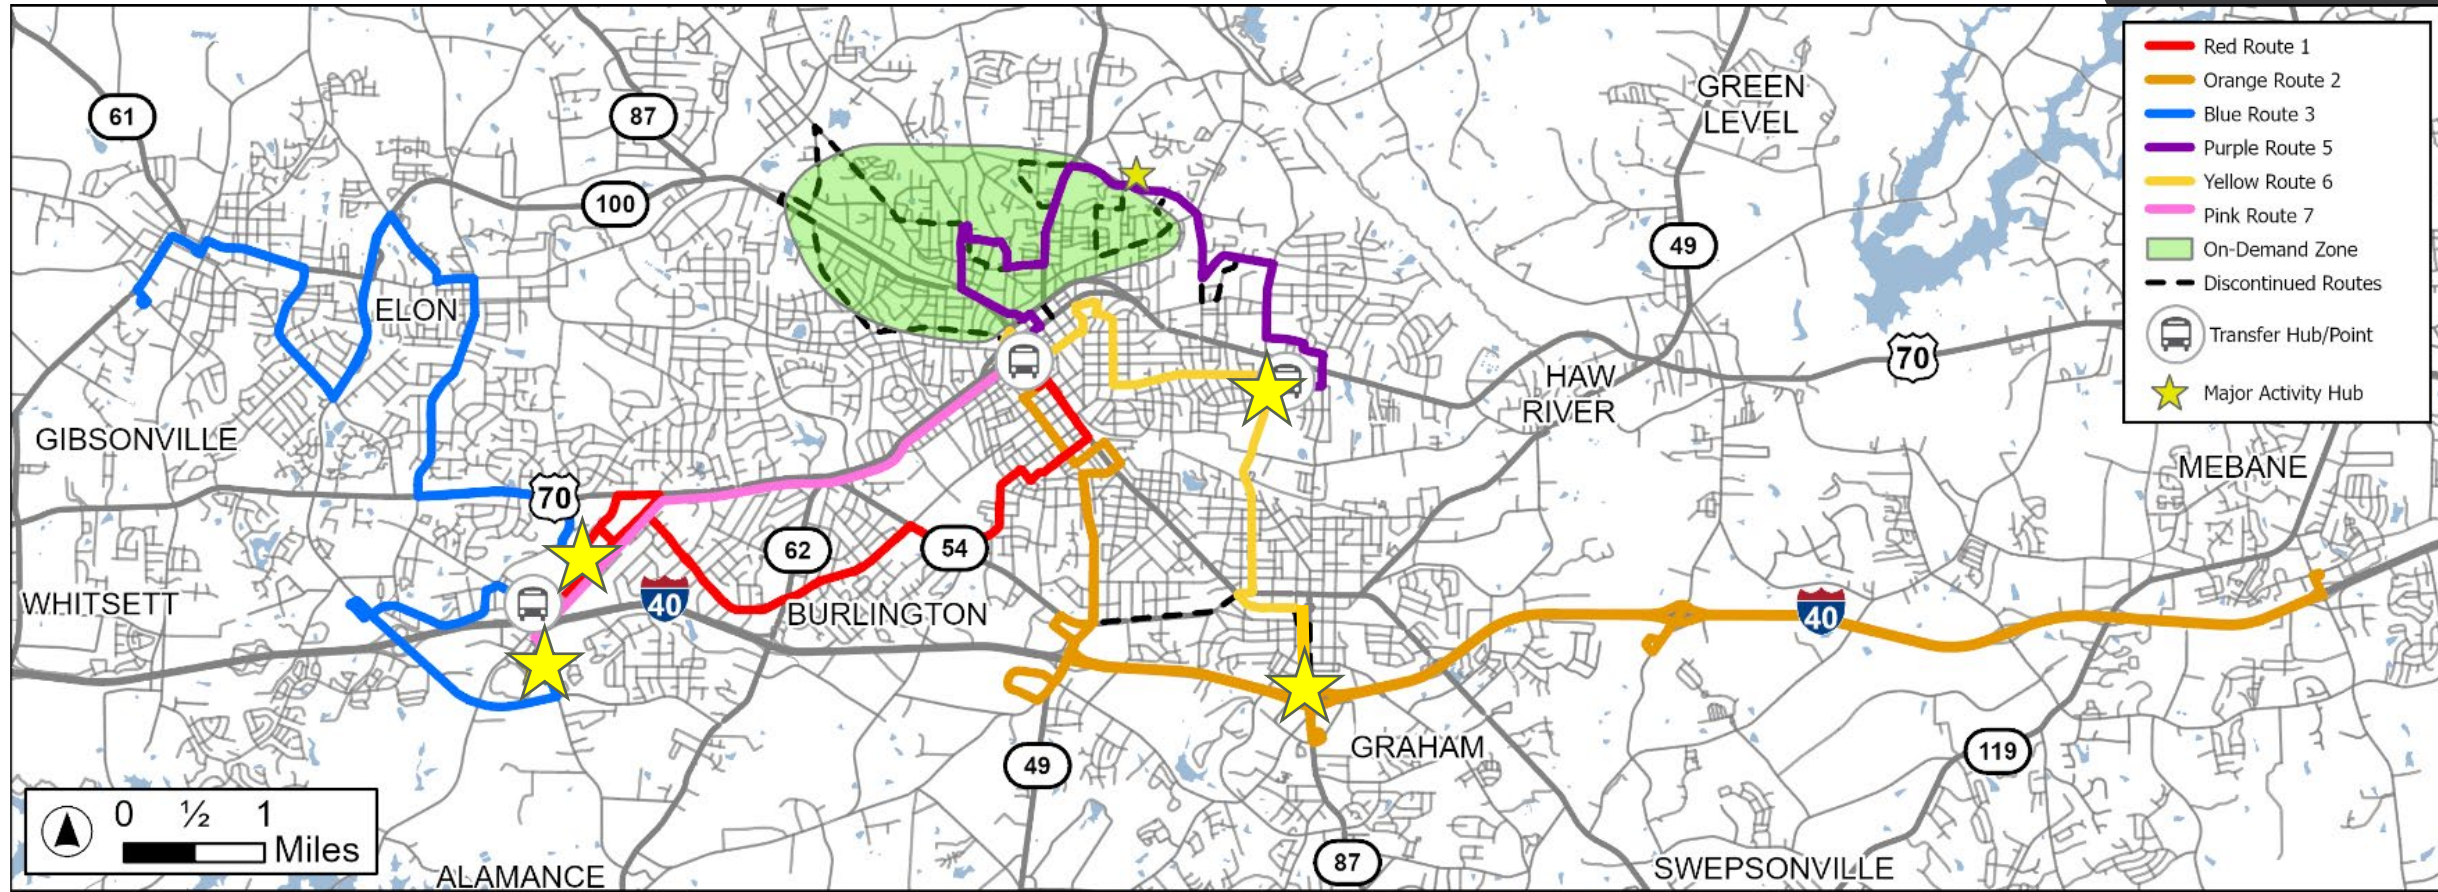 61
87
100
GREEN
LEVEL
49
70
ELON
GIBSONVILLE
HAW
RIVER
MEBANE
70
62
54
WHITSETT
40
BURLINGTON
40
GRAHAM
49
119
87
ALAMANCE
SWEPSONVILLE
0 ½ 1
Miles
Red Route 1
Orange Route 2
Blue Route 3
Purple Route 5
Yellow Route 6
Pink Route 7
On-Demand Zone
Discontinued Routes
Transfer Hub/Point
Major Activity Hub